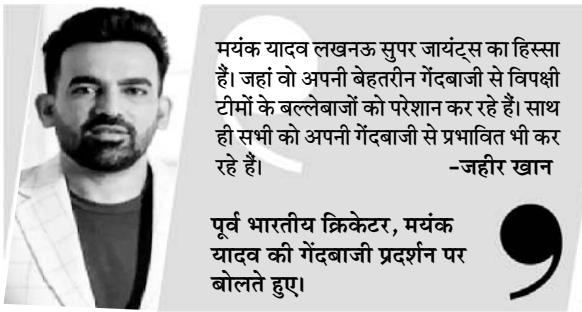 मयंक यादव लखनऊ सुपर जायंट्स का हिस्सा
हैं। जहां वो अपनी बेहतरीन गेंदबाजी से विपक्षी
टीमों के बल्लेबाजों को परेशान कर रहे हैं। साथ
ही सभी को अपनी गेंदबाजी से प्रभावित भी कर
रहे हैं। -जहीर खान
पूर्व भारतीय क्रिकेटर, मयंक
यादव की गेंदबाजी प्रदर्शन पर
बोलते हुए।